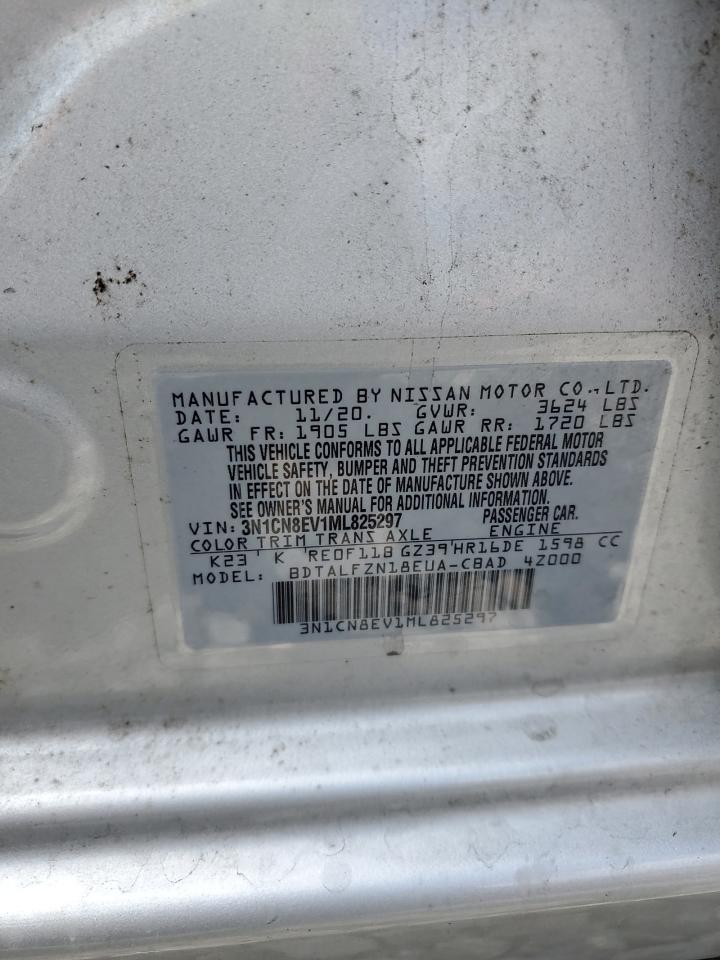 MANUFACTURED BY NISSAN MOTOR CO., LTD.
DATE: 11/20. GVWR: 3624 LBS
GAWR FR: 1905 LBS GAWR RR: 1720 LBS
THIS VEHICLE CONFORMS TO ALL APPLICABLE FEDERAL MOTOR
VEHICLE SAFETY, BUMPER AND THEFT PREVENTION STANDARDS
IN EFFECT ON THE DATE OF MANUFACTURE SHOWN ABOVE.
SEE OWNER'S MANUAL FOR ADDITIONAL INFORMATION.
VIN: 3N1CN8EV1ML825297 PASSENGER CAR.
COLOR TRIM TRANS AXLE ENGINE
K23 ' K RE0F11B GZ39'HR16DE 1598 CC
MODEL: BDTALFZN18EUA-CBAD 4Z000
3N1CN8EV1ML825297